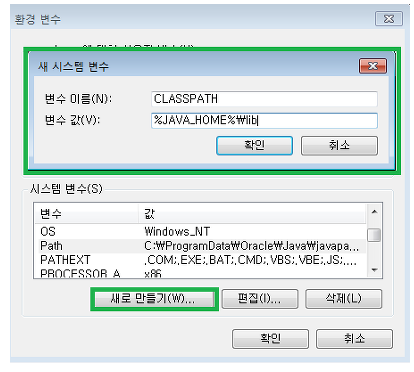 환경 변수
새 시스템 변수
변수 이름(N): CLASSPATH
변수 값(V): %JAVA_HOME%₩lib
확인 취소
시스템 변수(S)
변수 값
OS Windows_NT
Path C:₩ProgramData₩Oracle₩Java₩javapa...
PATHEXT .COM;.EXE;.BAT;.CMD;.VBS;.VBE;.JS;....
PROCESSOR_A... x86
새로 만들기(W)... 편집(I)... 삭제(L)
확인 취소